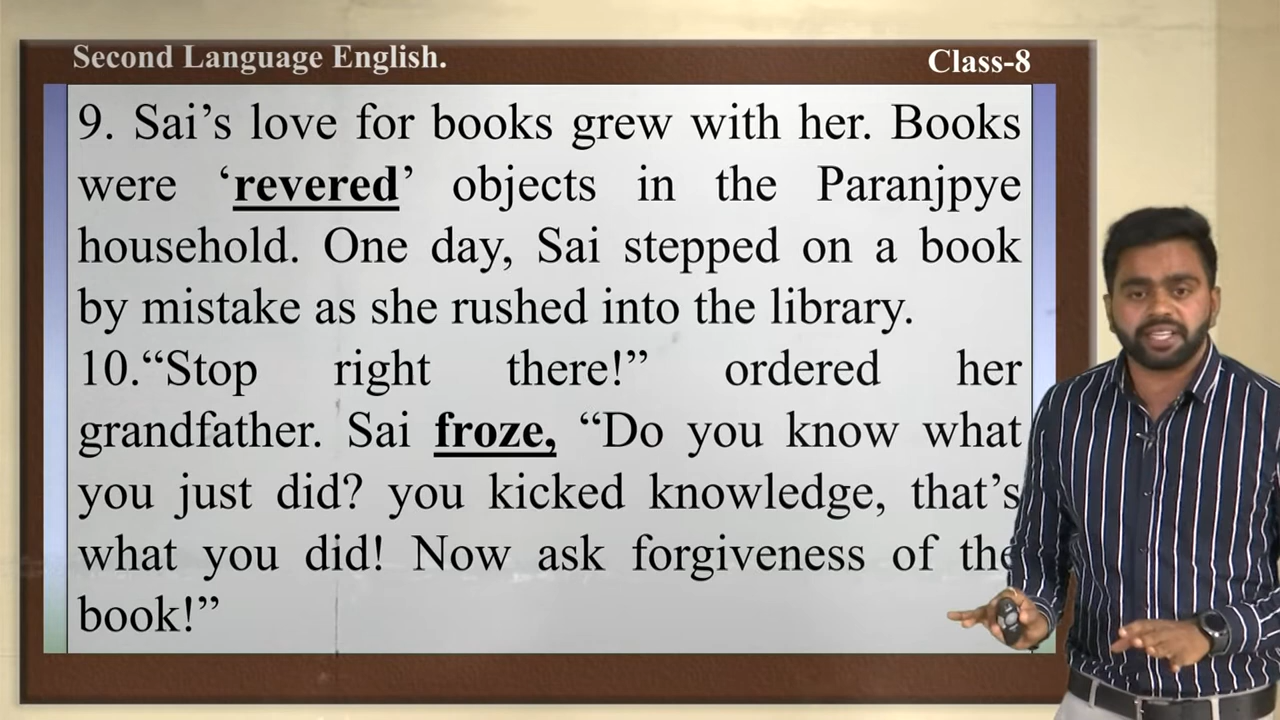 Second Language English.
Class-8
9. Sai’s love for books grew with her. Books
were ‘revered’ objects in the Paranjpye
household. One day, Sai stepped on a book
by mistake as she rushed into the library.
10.“Stop right there!” ordered her
grandfather. Sai froze, “Do you know what
you just did? you kicked knowledge, that’s
what you did! Now ask forgiveness of the
book!”